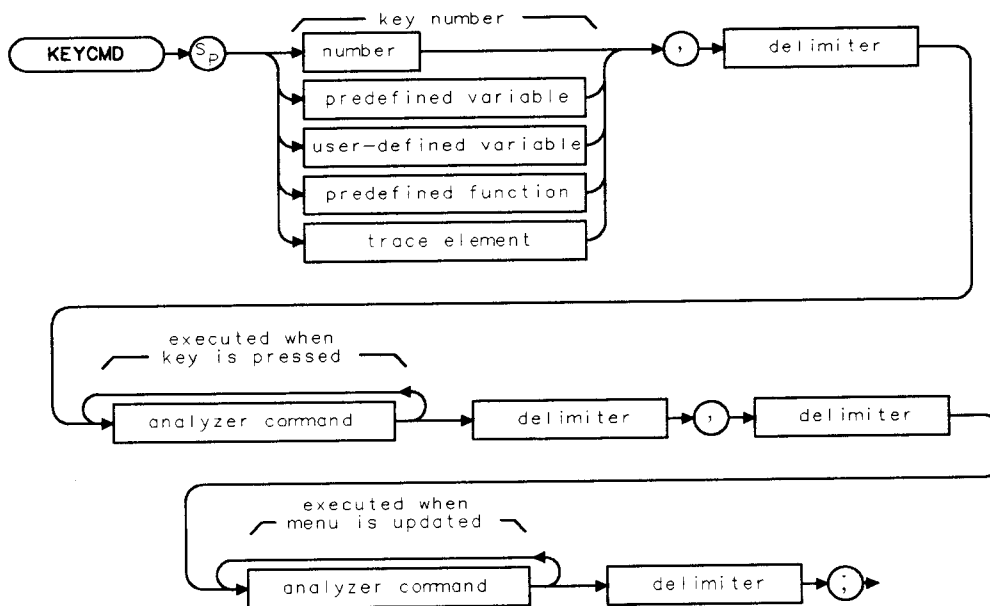 key number
KEYCMD
SP
number
,
delimiter
predefined variable
user-defined variable
predefined function
trace element
executed when
key is pressed
analyzer command
delimiter
,
delimiter
executed when
menu is updated
analyzer command
delimiter
;